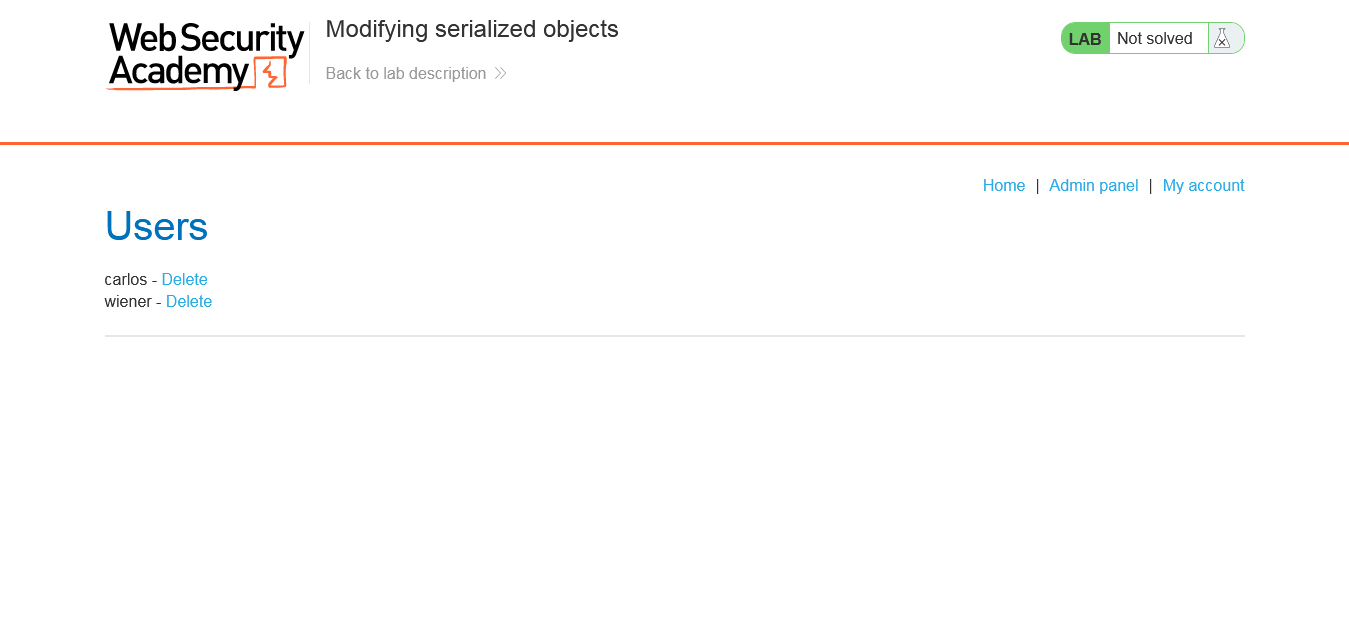 Web Security
Academy
Modifying serialized objects
Back to lab description
LAB Not solved
Home | Admin panel | My account
Users
carlos - Delete
wiener - Delete